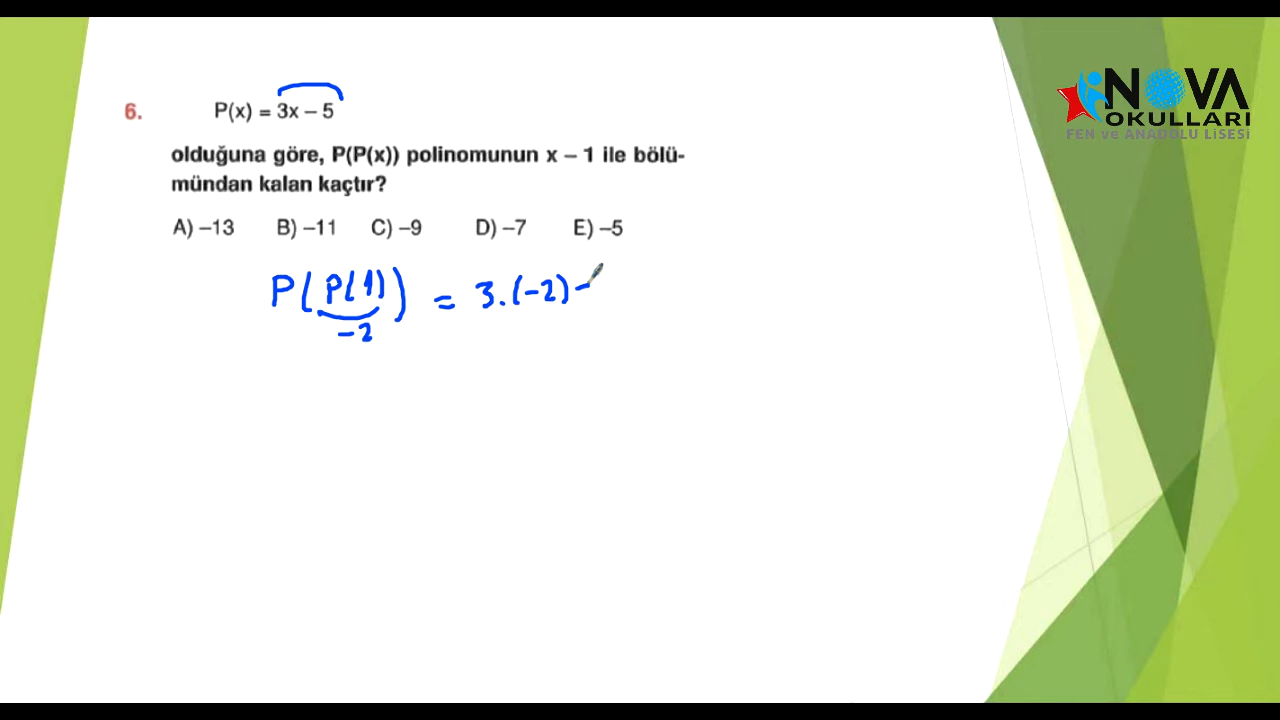 NOVA
OKULLARI
FEN ve ANADOLU LİSESİ
6. P(x) = 3x – 5
olduğuna göre, P(P(x)) polinomunun x – 1 ile bölü-
münden kalan kaçtır?
A) –13 B) –11 C) –9 D) –7 E) –5
P(P(1)) = 3.(-2) -
-2